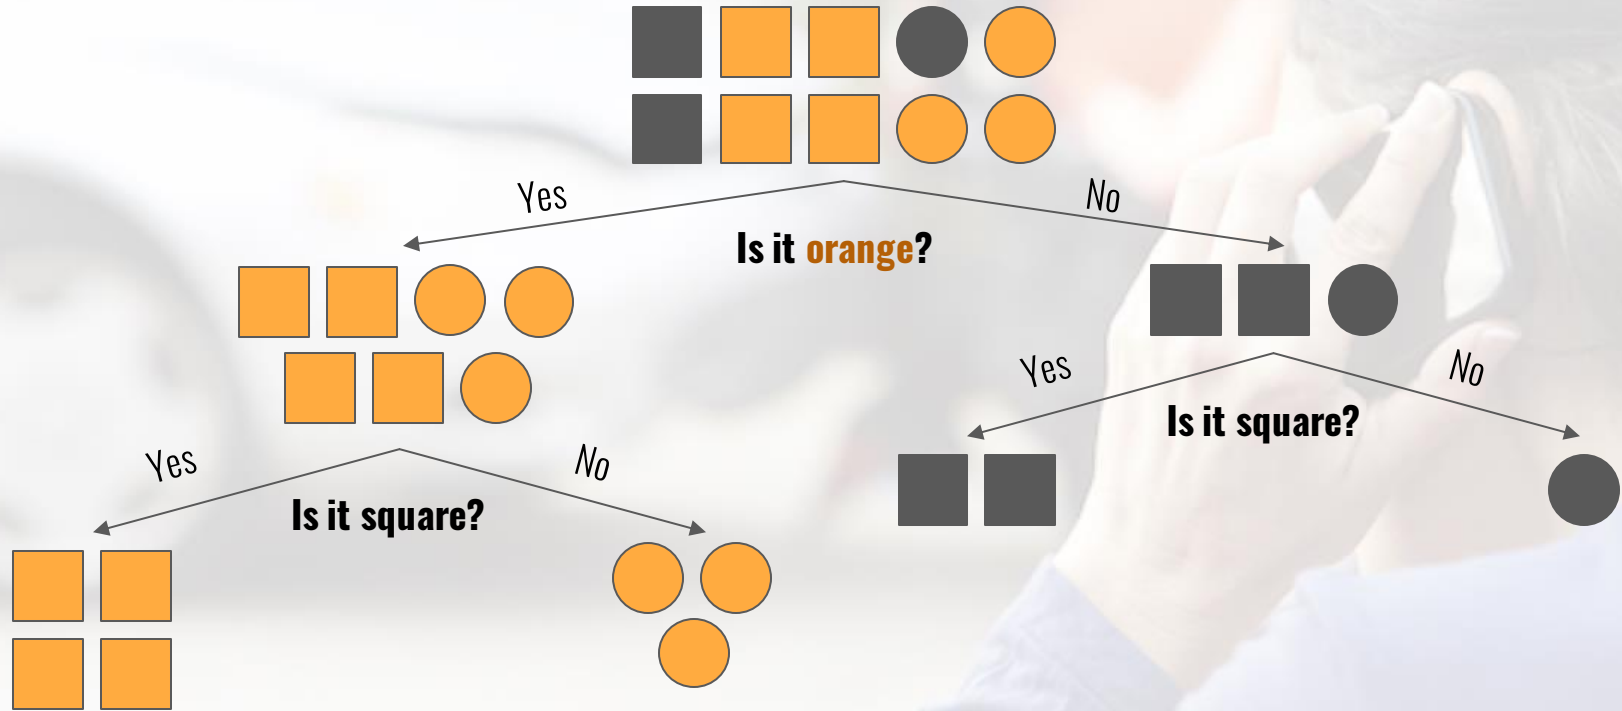 Yes
No
Is it orange?
Yes
No
Is it square?
Yes
No
Is it square?